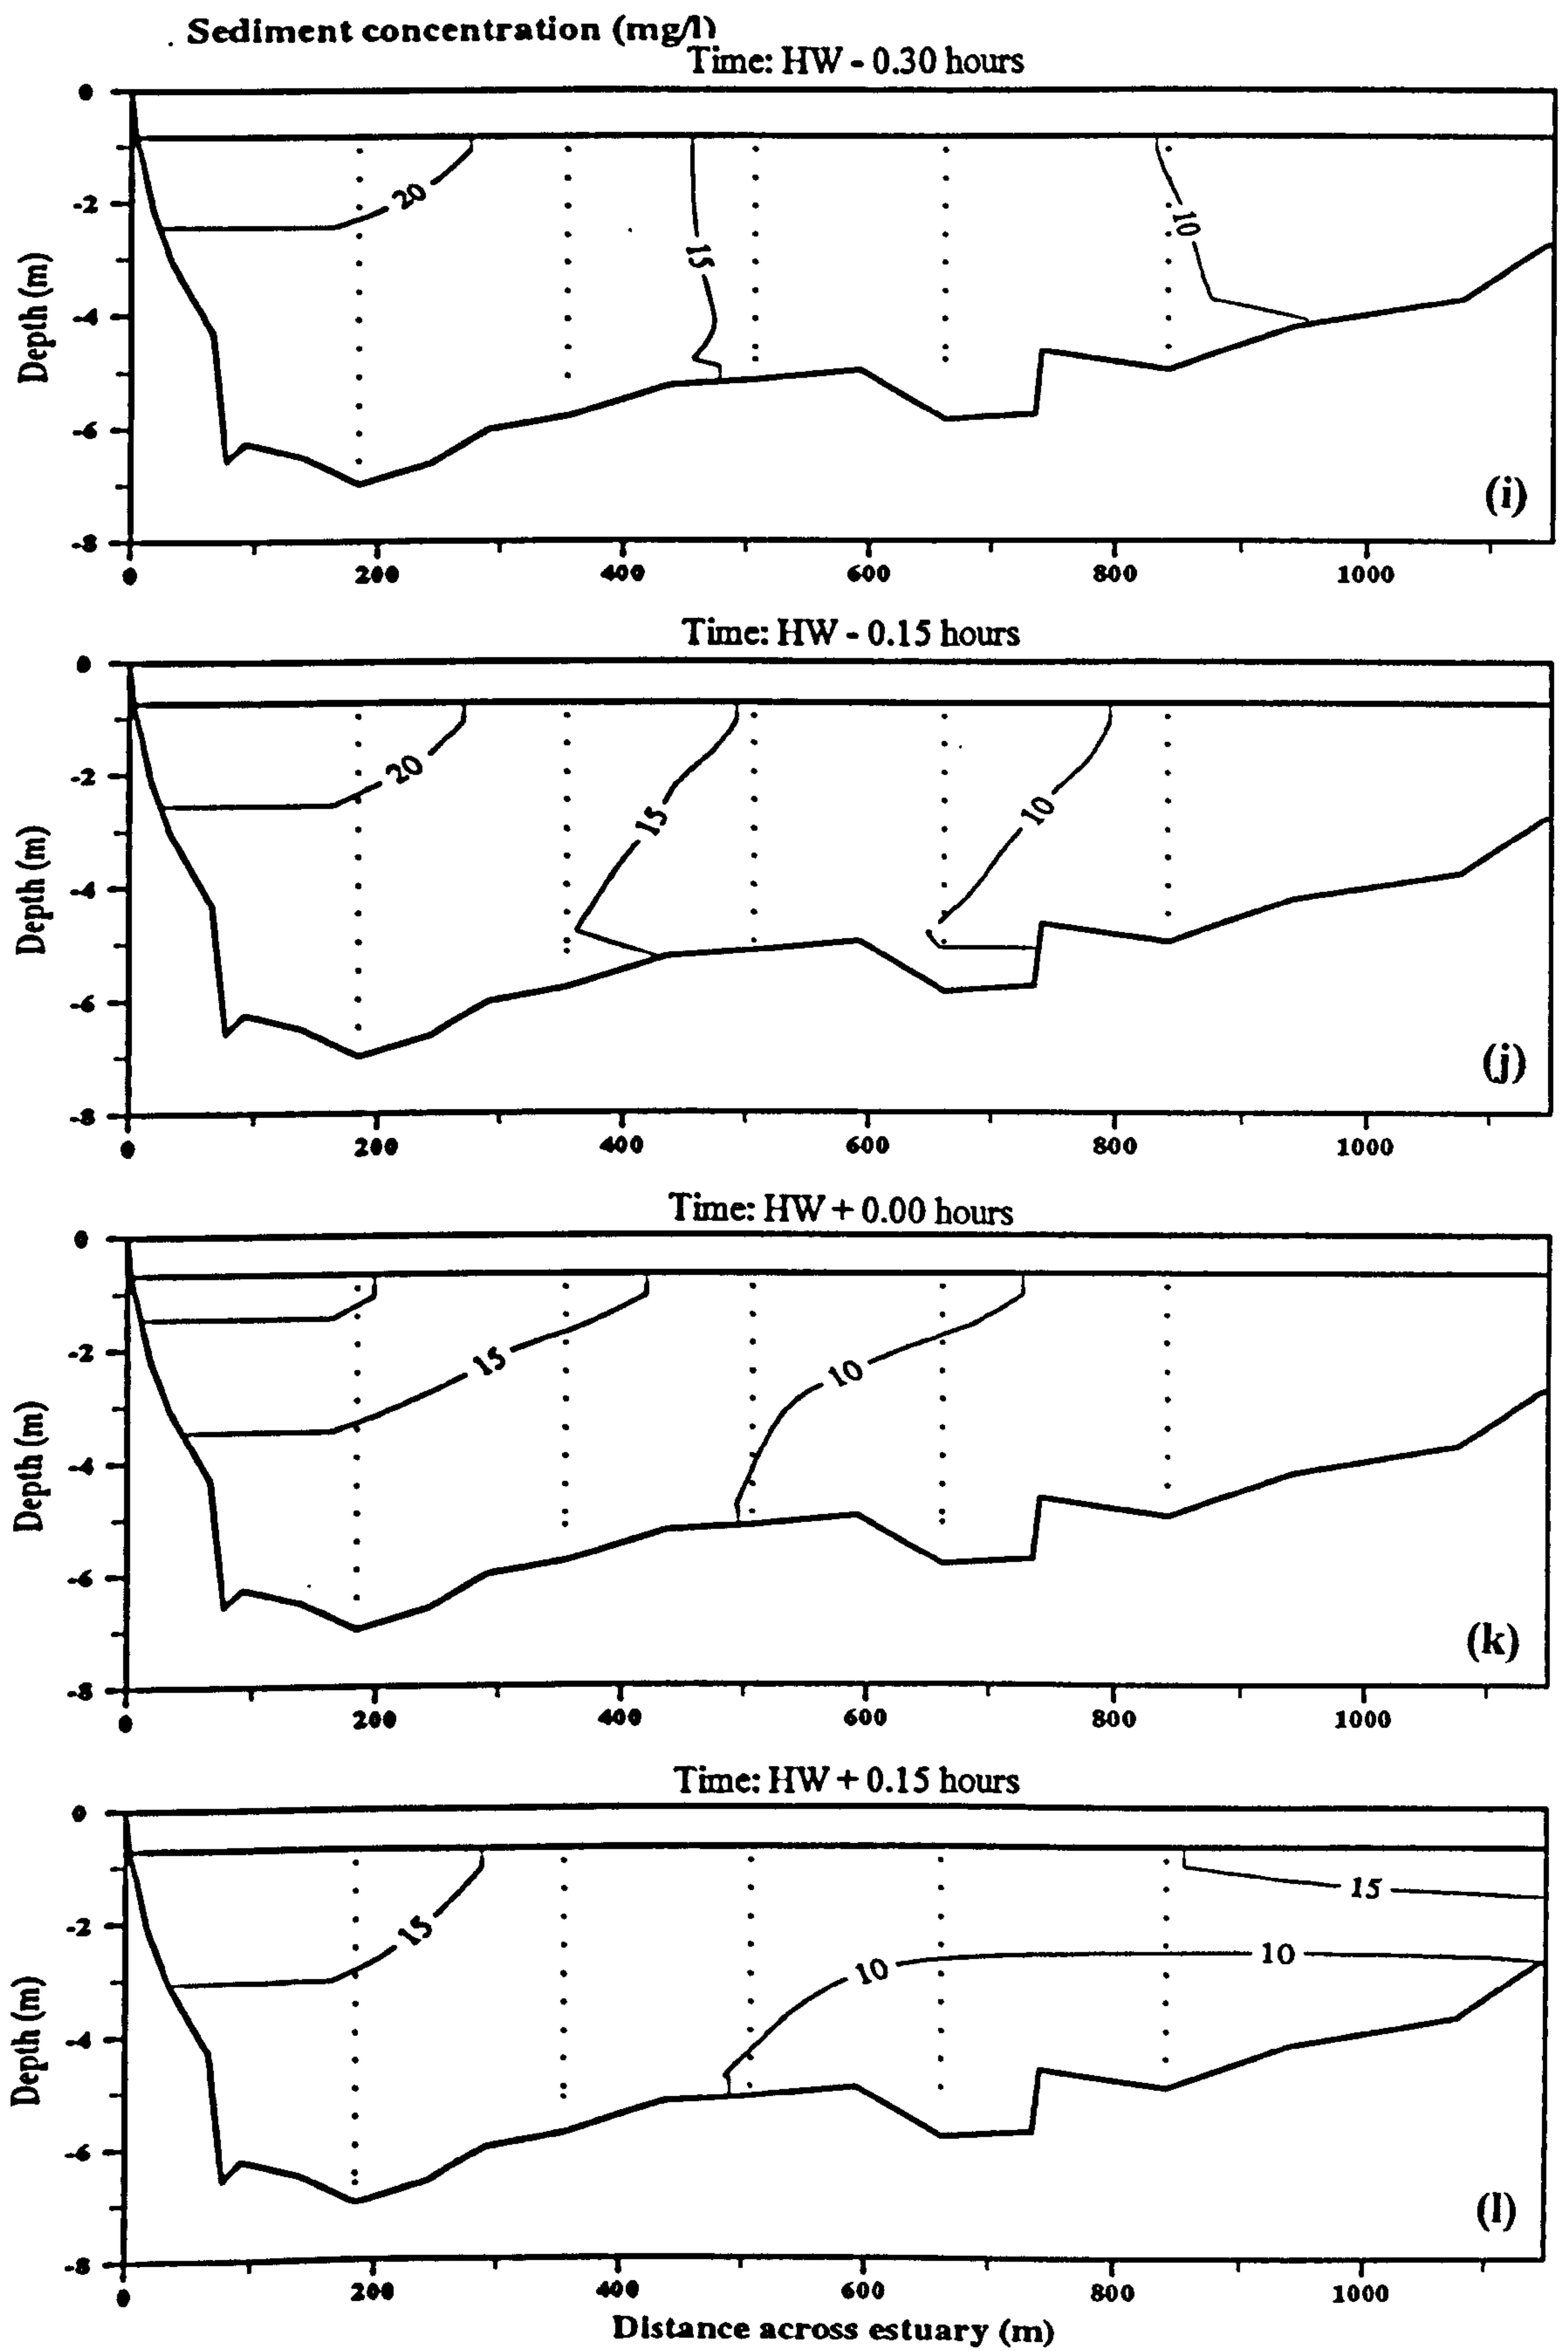 Sediment concentration (mg/l)
Time: HW - 0.30 hours
0
-2
-4
-6
-8
Depth (m)
20
15
10
(i)
0 200 400 600 800 1000
Time: HW - 0.15 hours
0
-2
-4
-6
-8
Depth (m)
20
15
10
(j)
0 200 400 600 800 1000
Time: HW + 0.00 hours
0
-2
-4
-6
-8
Depth (m)
15
10
(k)
0 200 400 600 800 1000
Time: HW + 0.15 hours
0
-2
-4
-6
-8
Depth (m)
15
15
10
10
(l)
0 200 400 600 800 1000
Distance across estuary (m)